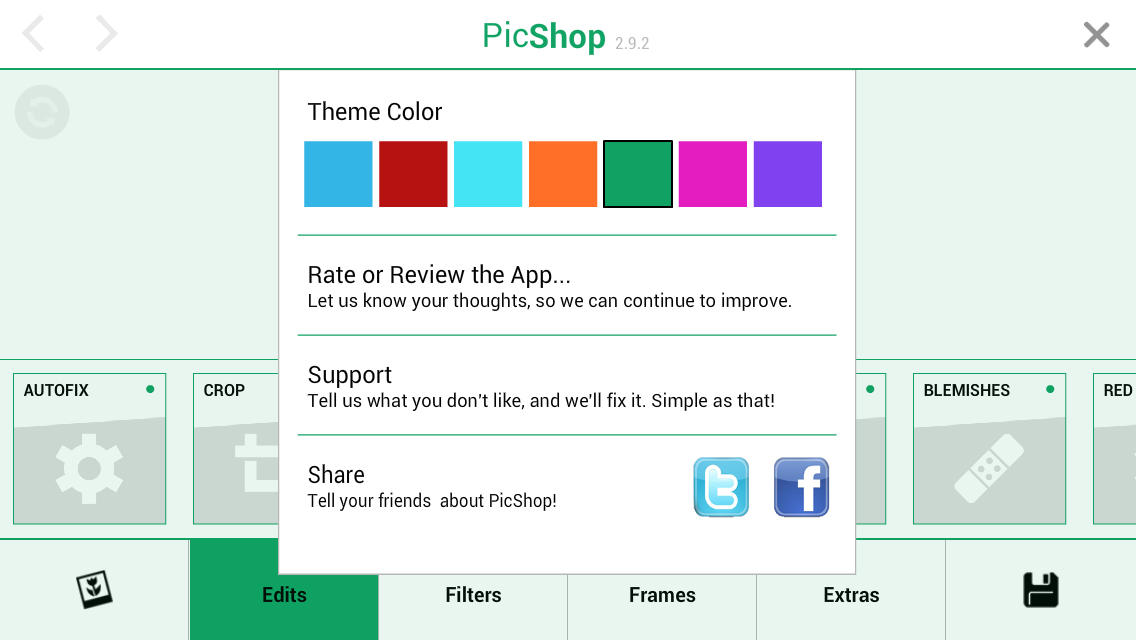 PicShop 2.9.2
Theme Color
Rate or Review the App...
Let us know your thoughts, so we can continue to improve.
Support
Tell us what you don't like, and we'll fix it. Simple as that!
Share
Tell your friends  about PicShop!
AUTOFIX
CROP
BLEMISHES
RED
Edits
Filters
Frames
Extras